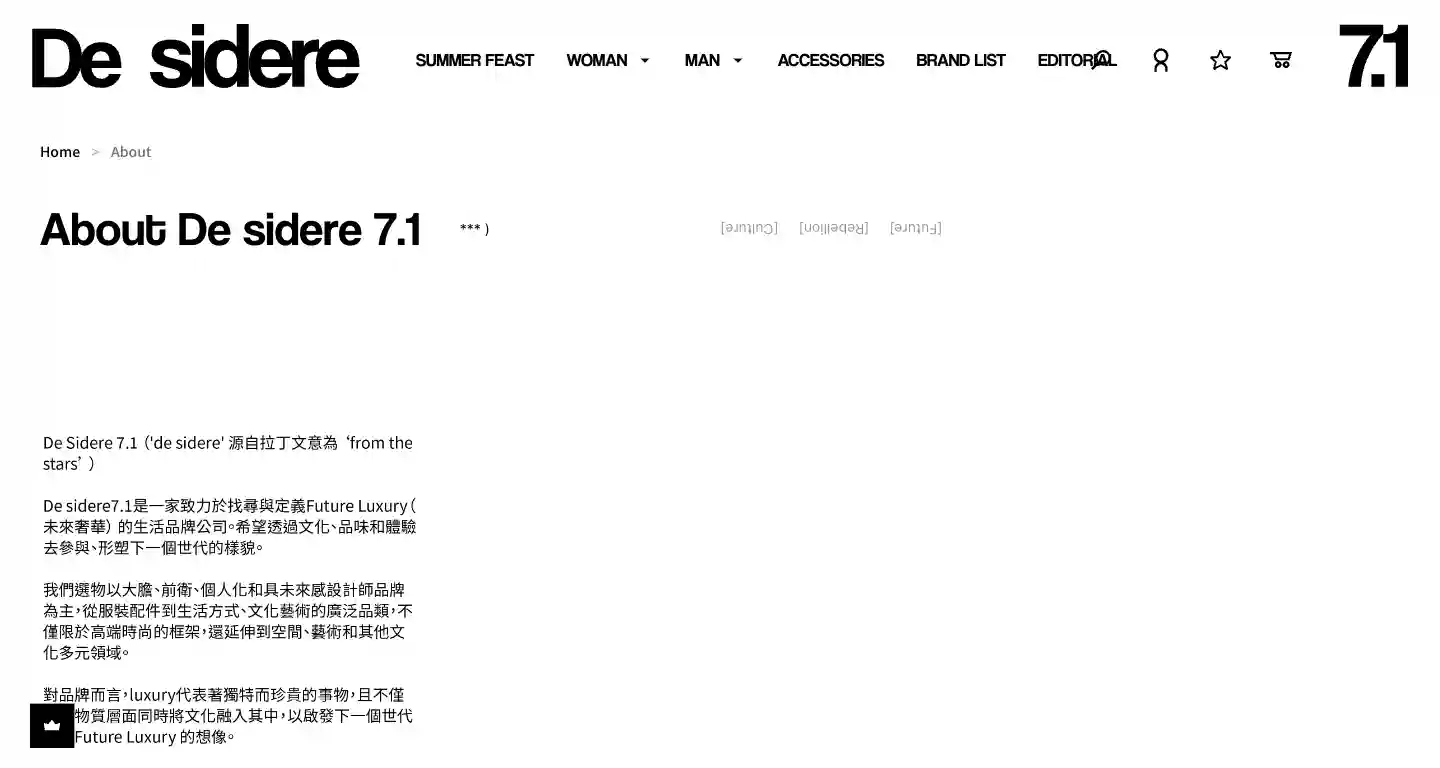 De sidere
SUMMER FEAST WOMAN MAN ACCESSORIES BRAND LIST EDITORIAL
7.1
Home > About
About De sidere 7.1 *** )
[Culture] [Rebellion] [Future]
De Sidere 7.1 ('de sidere' 源自拉丁文意為‘from the
stars’)
De sidere7.1是一家致力於找尋與定義Future Luxury(
未來奢華)的生活品牌公司。希望透過文化、品味和體驗
去參與、形塑下一個世代的樣貌。
我們選物以大膽、前衛、個人化和具未來感設計師品牌
為主,從服裝配件到生活方式、文化藝術的廣泛品類,不
僅限於高端時尚的框架,還延伸到空間、藝術和其他文
化多元領域。
對品牌而言,luxury代表著獨特而珍貴的事物,且不僅
物質層面同時將文化融入其中,以啟發下一個世代
Future Luxury 的想像。